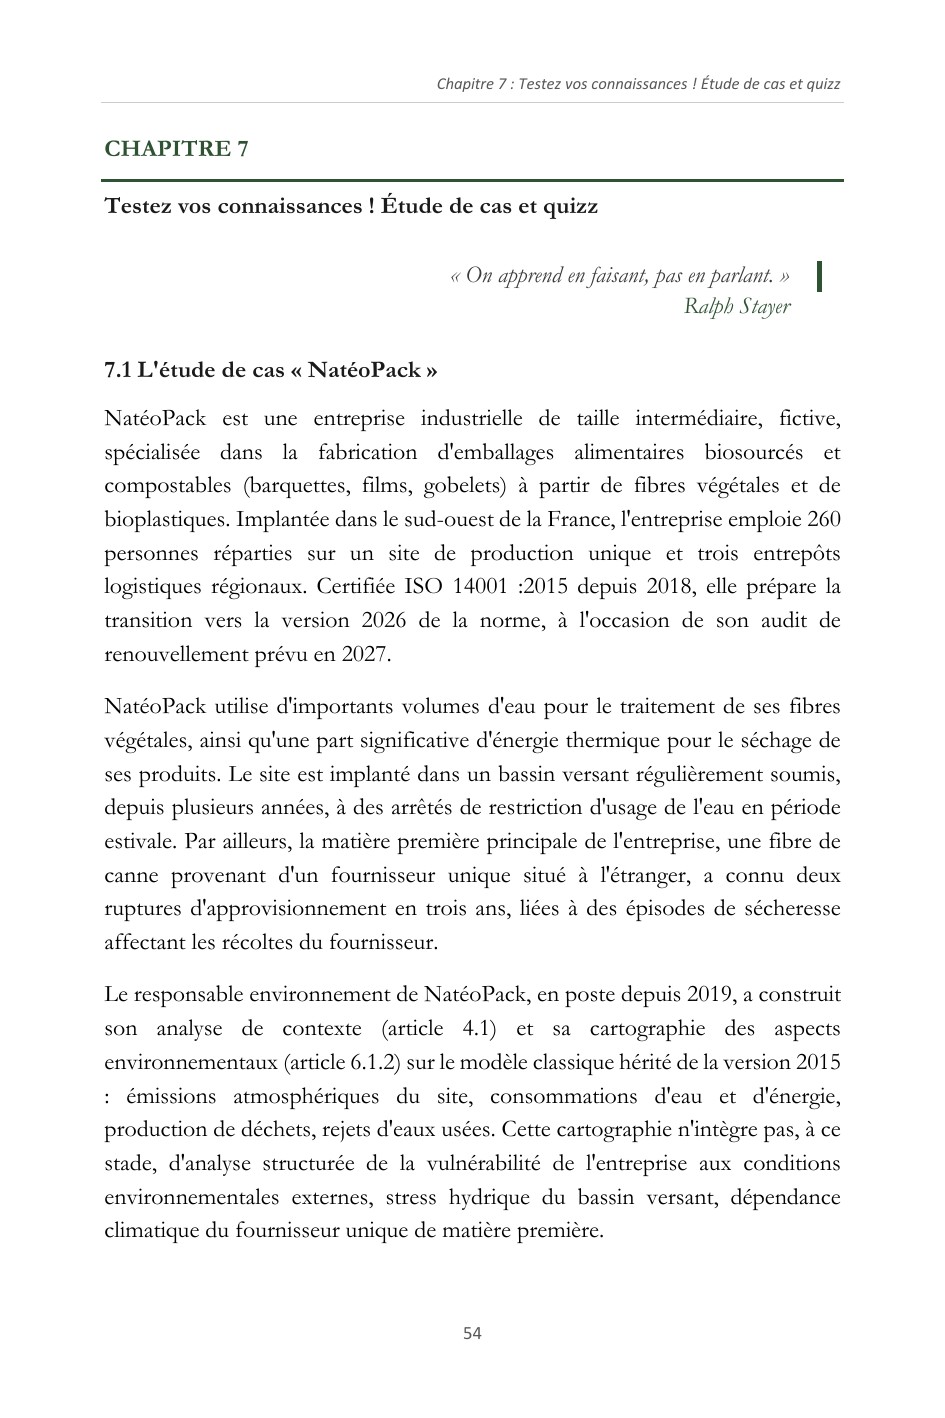 Chapitre 7 : Testez vos connaissances ! Étude de cas et quizz
CHAPITRE 7
Testez vos connaissances ! Étude de cas et quizz
« On apprend en faisant, pas en parlant. »
Ralph Stayer
7.1 L'étude de cas « NatéoPack »
NatéoPack est une entreprise industrielle de taille intermédiaire, fictive,
spécialisée dans la fabrication d'emballages alimentaires biosourcés et
compostables (barquettes, films, gobelets) à partir de fibres végétales et de
bioplastiques. Implantée dans le sud-ouest de la France, l'entreprise emploie 260
personnes réparties sur un site de production unique et trois entrepôts
logistiques régionaux. Certifiée ISO 14001 :2015 depuis 2018, elle prépare la
transition vers la version 2026 de la norme, à l'occasion de son audit de
renouvellement prévu en 2027.
NatéoPack utilise d'importants volumes d'eau pour le traitement de ses fibres
végétales, ainsi qu'une part significative d'énergie thermique pour le séchage de
ses produits. Le site est implanté dans un bassin versant régulièrement soumis,
depuis plusieurs années, à des arrêtés de restriction d'usage de l'eau en période
estivale. Par ailleurs, la matière première principale de l'entreprise, une fibre de
canne provenant d'un fournisseur unique situé à l'étranger, a connu deux
ruptures d'approvisionnement en trois ans, liées à des épisodes de sécheresse
affectant les récoltes du fournisseur.
Le responsable environnement de NatéoPack, en poste depuis 2019, a construit
son analyse de contexte (article 4.1) et sa cartographie des aspects
environnementaux (article 6.1.2) sur le modèle classique hérité de la version 2015
: émissions atmosphériques du site, consommations d'eau et d'énergie,
production de déchets, rejets d'eaux usées. Cette cartographie n'intègre pas, à ce
stade, d'analyse structurée de la vulnérabilité de l'entreprise aux conditions
environnementales externes, stress hydrique du bassin versant, dépendance
climatique du fournisseur unique de matière première.
54